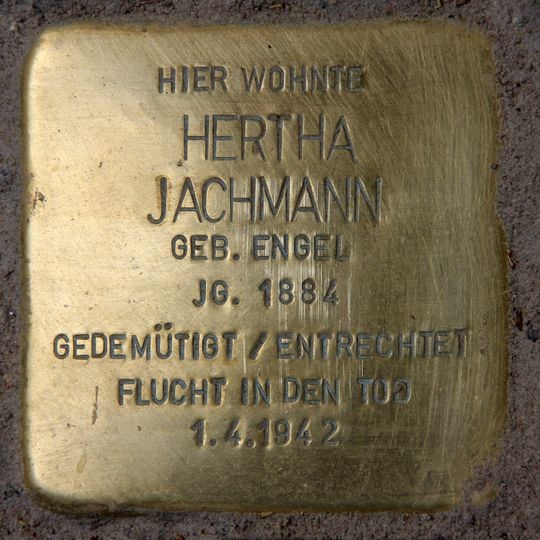 HIER WOHNTE
HERTHA
JACHMANN
GEB. ENGEL
JG. 1884
GEDEMÜTIGT / ENTRECHTET
FLUCHT IN DEN TOD
1.4.1942